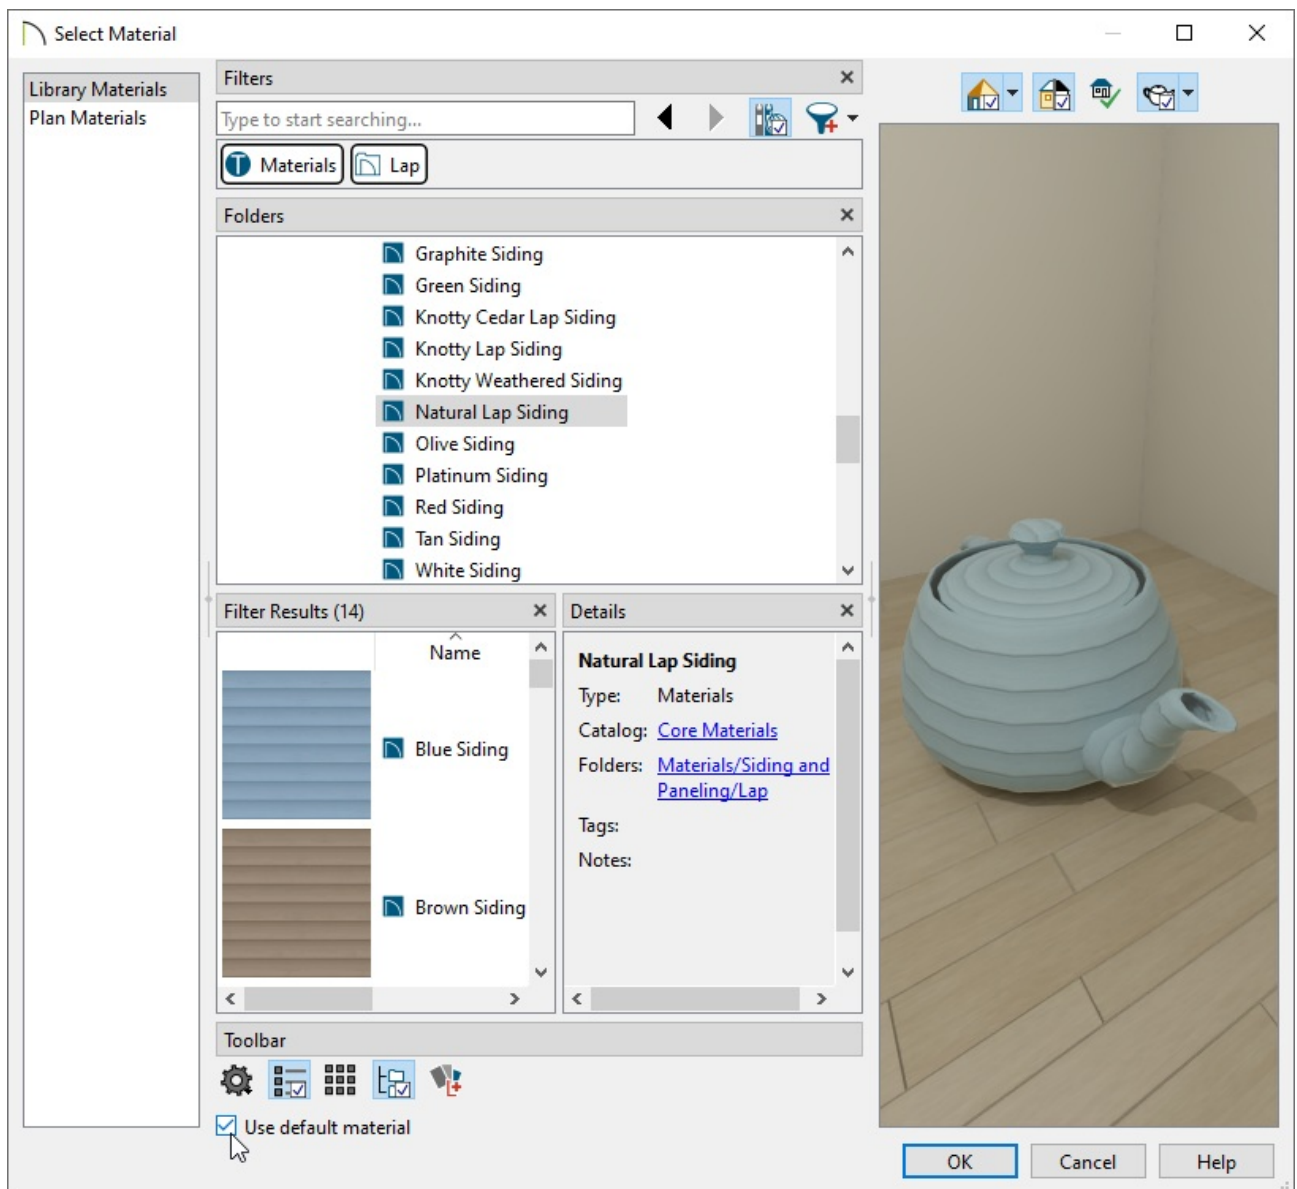 Select Material
Library Materials
Plan Materials
Filters
Type to start searching...
Materials
Lap
Folders
Graphite Siding
Green Siding
Knotty Cedar Lap Siding
Knotty Lap Siding
Knotty Weathered Siding
Natural Lap Siding
Olive Siding
Platinum Siding
Red Siding
Tan Siding
White Siding
Filter Results (14)
Name
Blue Siding
Brown Siding
Details
Natural Lap Siding
Type: Materials
Catalog: Core Materials
Folders: Materials/Siding and
Paneling/Lap
Tags:
Notes:
Toolbar
Use default material
OK
Cancel
Help